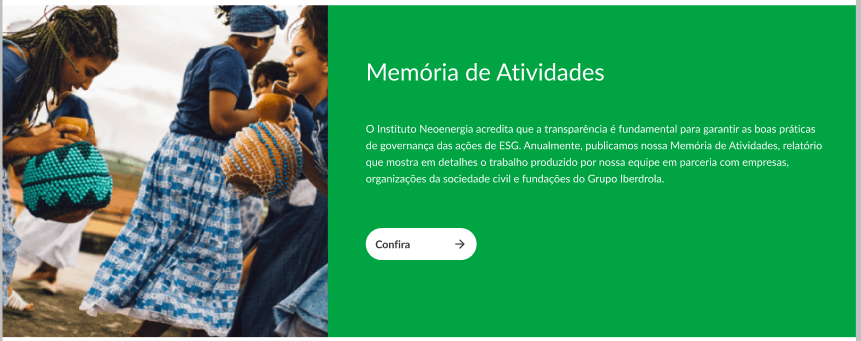 Memória de Atividades
O Instituto Neoenergia acredita que a transparência é fundamental para garantir as boas práticas
de governança das ações de ESG. Anualmente, publicamos nossa Memória de Atividades, relatório
que mostra em detalhes o trabalho produzido por nossa equipe em parceria com empresas,
organizações da sociedade civil e fundações do Grupo Iberdrola.
Confira